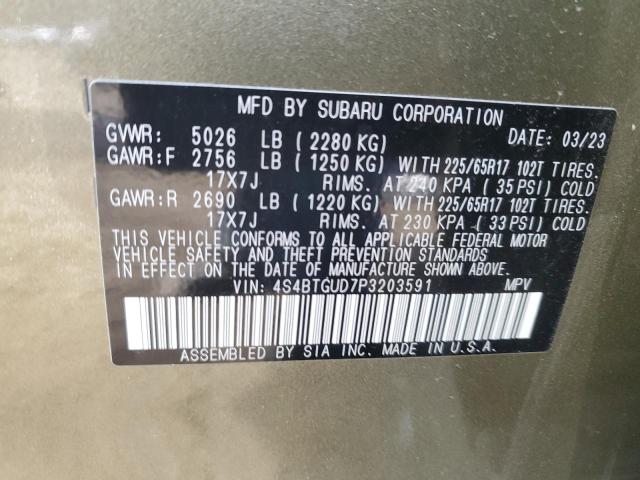 MFD BY SUBARU CORPORATION
GVWR: 5026 LB ( 2280 KG) DATE: 03/23
GAWR:F 2756 LB ( 1250 KG) WITH 225/65R17 102T TIRES.
17X7J RIMS. AT 240 KPA ( 35 PSI) COLD
GAWR:R 2690 LB ( 1220 KG) WITH 225/65R17 102T TIRES.
17X7J RIMS. AT 230 KPA ( 33 PSI) COLD
THIS VEHICLE CONFORMS TO ALL APPLICABLE FEDERAL MOTOR
VEHICLE SAFETY STANDARDS IN EFFECT ON THE DATE OF
MANUFACTURE SHOWN ABOVE.
VIN: 4S4BTGUD7P3203591 MPV
ASSEMBLED BY SIA INC. MADE IN U.S.A.